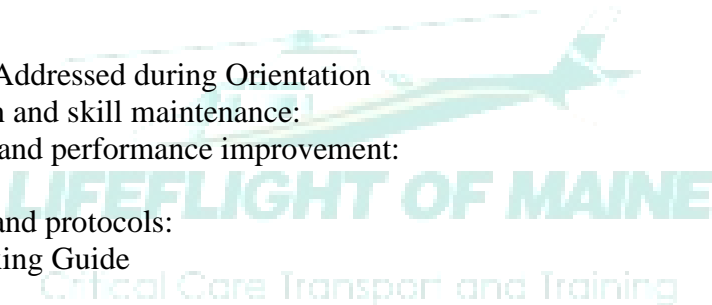 Addressed during Orientation
and skill maintenance:
and performance improvement:
LIFEFLIGHT OF MAINE
and protocols:
ning Guide
Critical Care Transport and Training